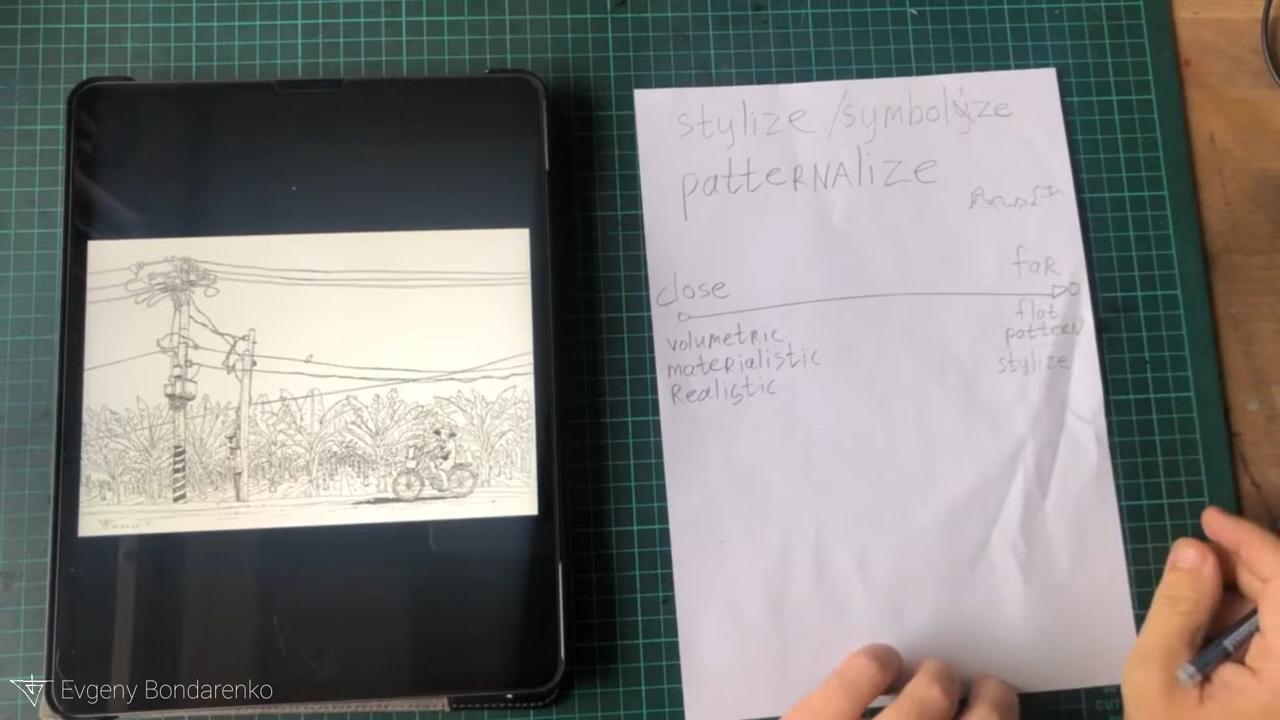 stylize /symbolyze
patteRNAlize
close
faR
volumetRic
mateRialistic
Realistic
flat
patteRN
stylize
Evgeny Bondarenko